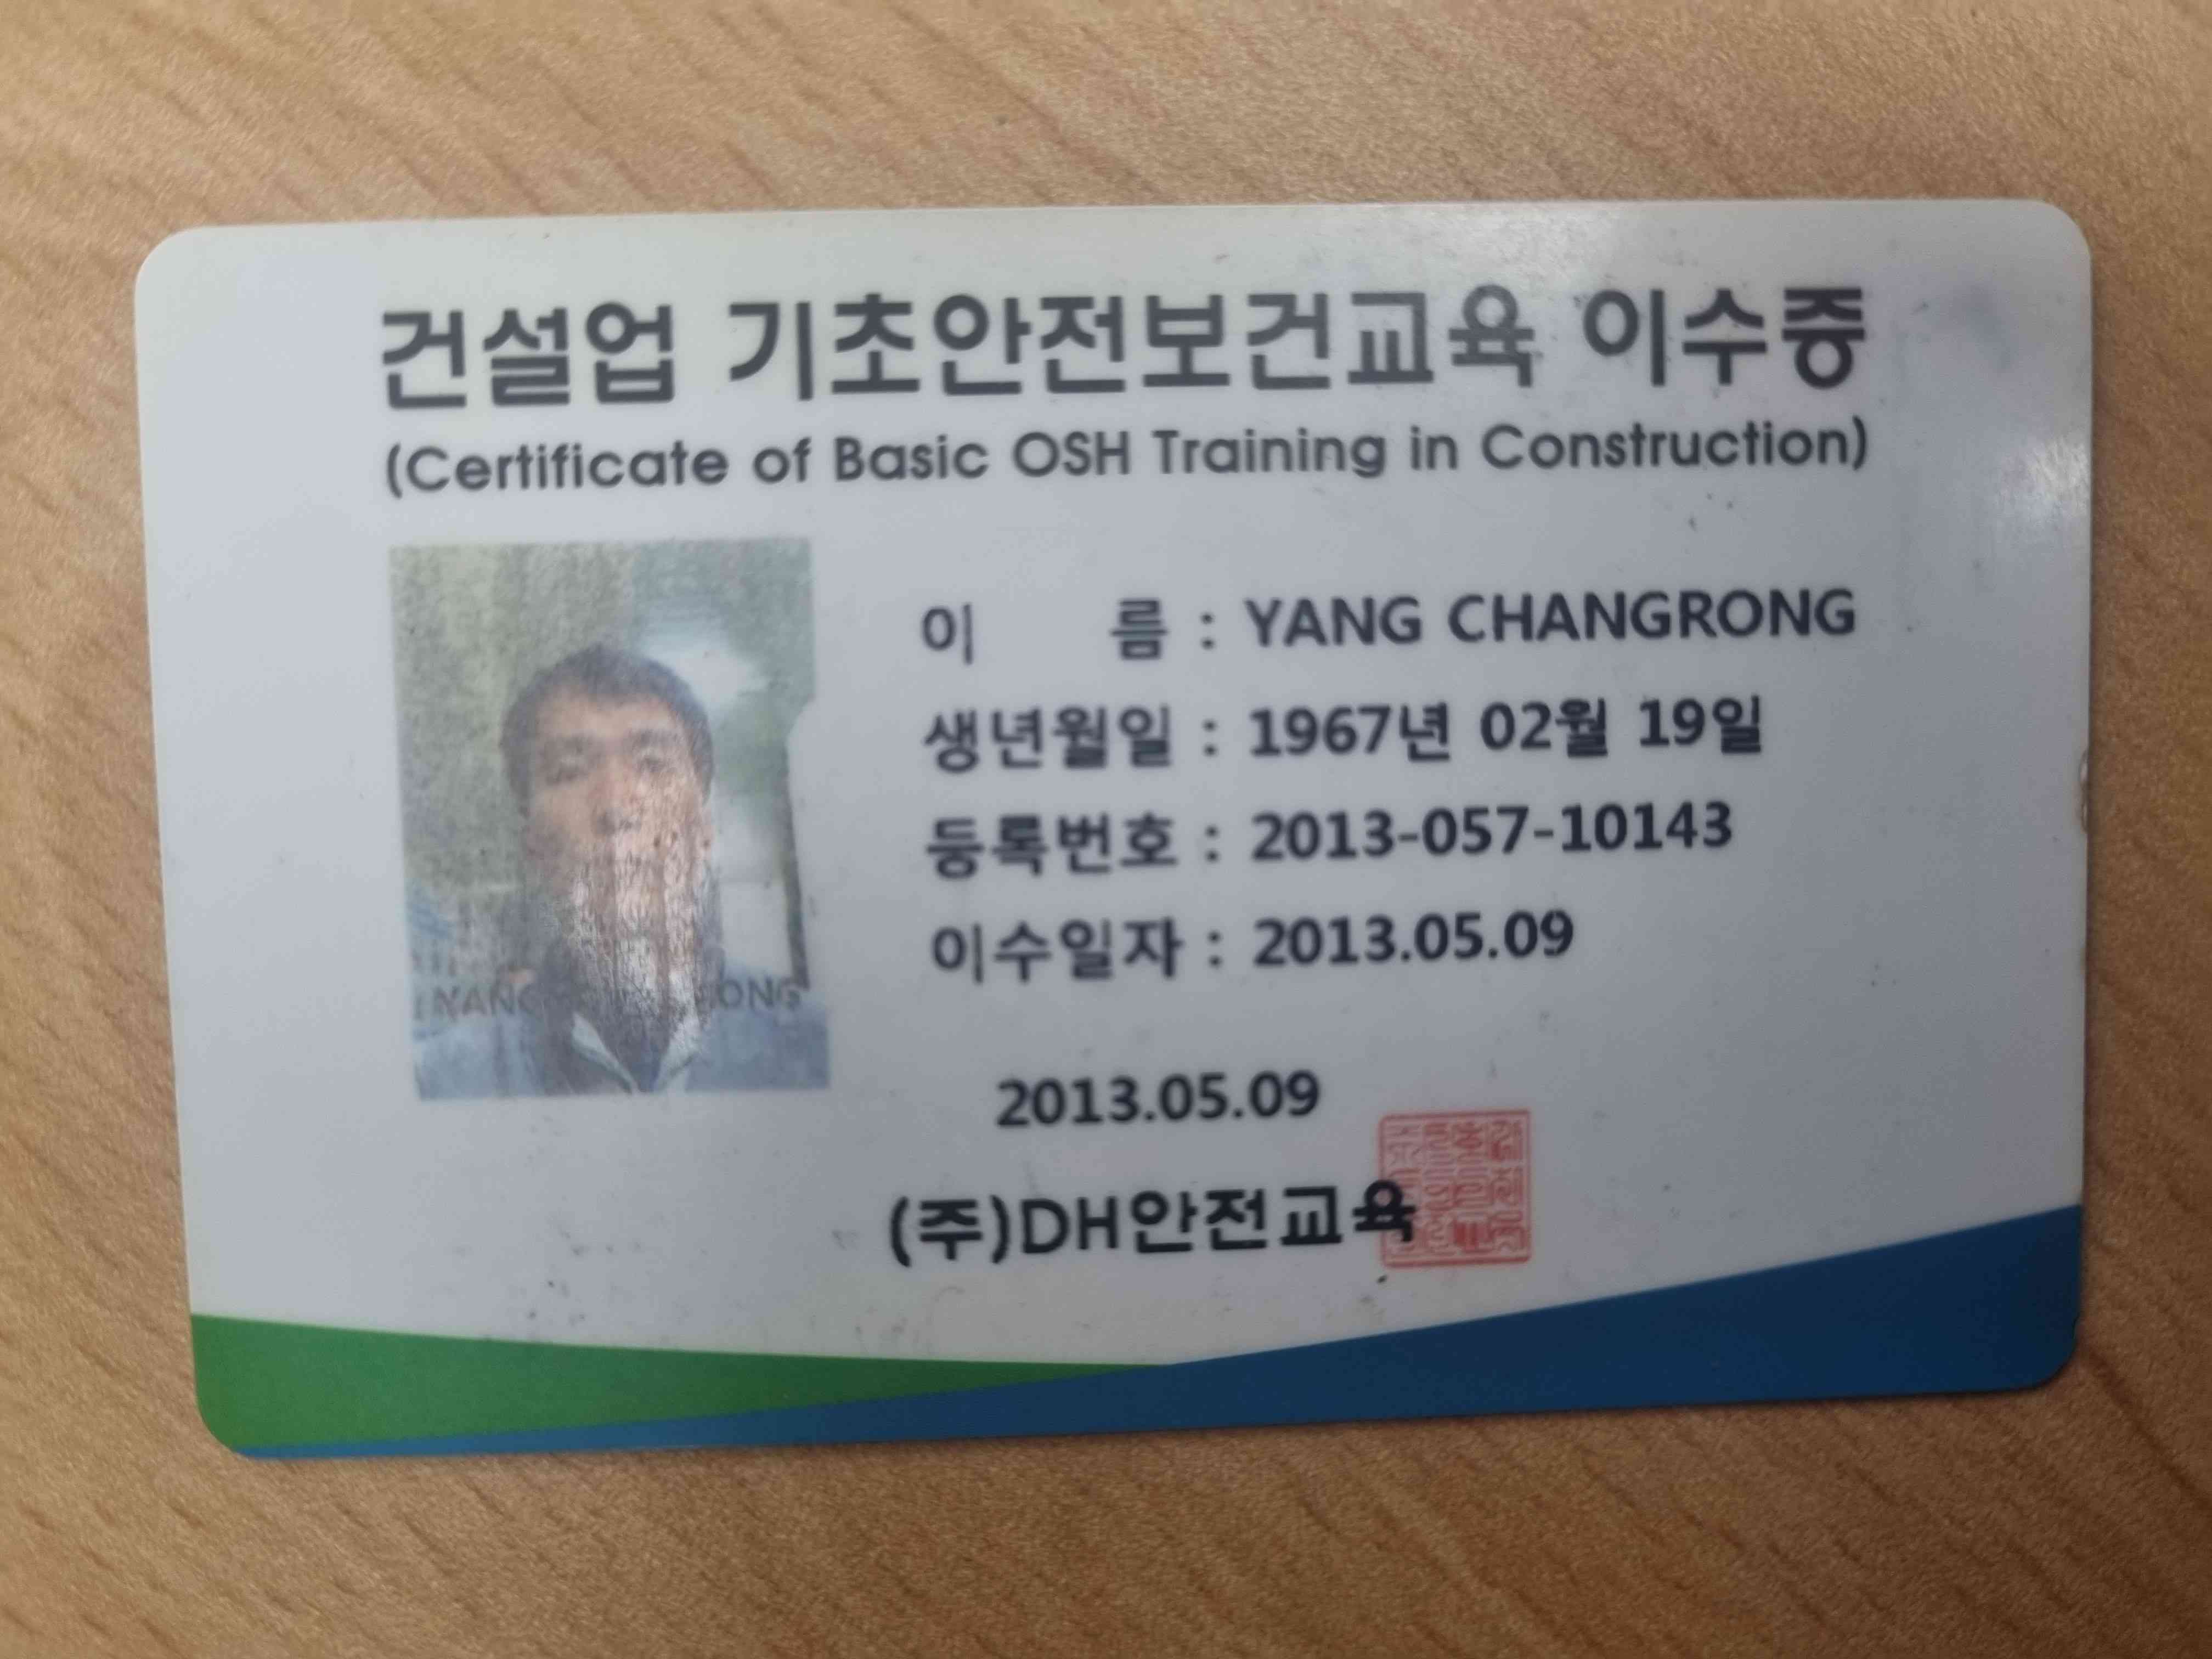 건설업 기초안전보건교육 이수증
(Certificate of Basic OSH Training in Construction)
이 름 : YANG CHANGRONG
생년월일 : 1967년 02월 19일
등록번호 : 2013-057-10143
이수일자 : 2013.05.09
2013.05.09
(주)DH안전교육